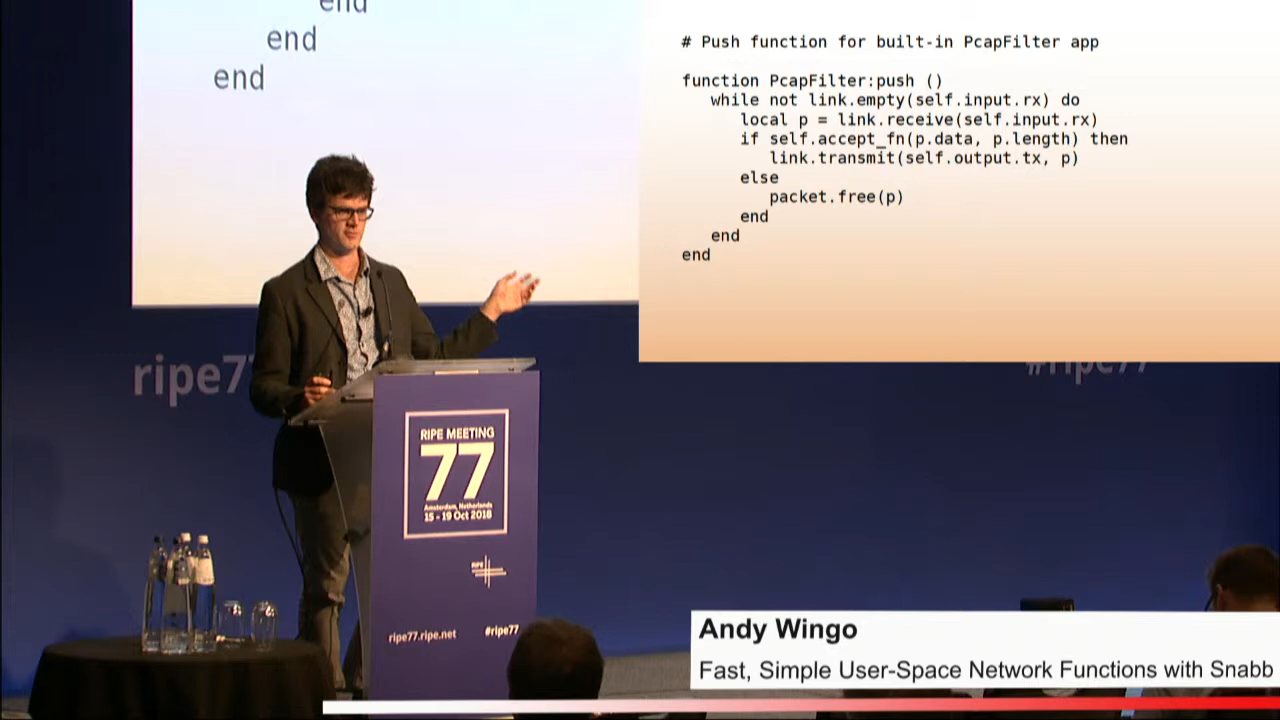 end
end
end
# Push function for built-in PcapFilter app
function PcapFilter:push ()
while not link.empty(self.input.rx) do
local p = link.receive(self.input.rx)
if self.accept_fn(p.data, p.length) then
link.transmit(self.output.tx, p)
else
packet.free(p)
end
end
end
ripe77
#ripe77
RIPE MEETING
77
Amsterdam, Netherlands
15 - 19 Oct 2018
RIPE
ripe77.ripe.net #ripe77
Andy Wingo
Fast, Simple User-Space Network Functions with Snabb